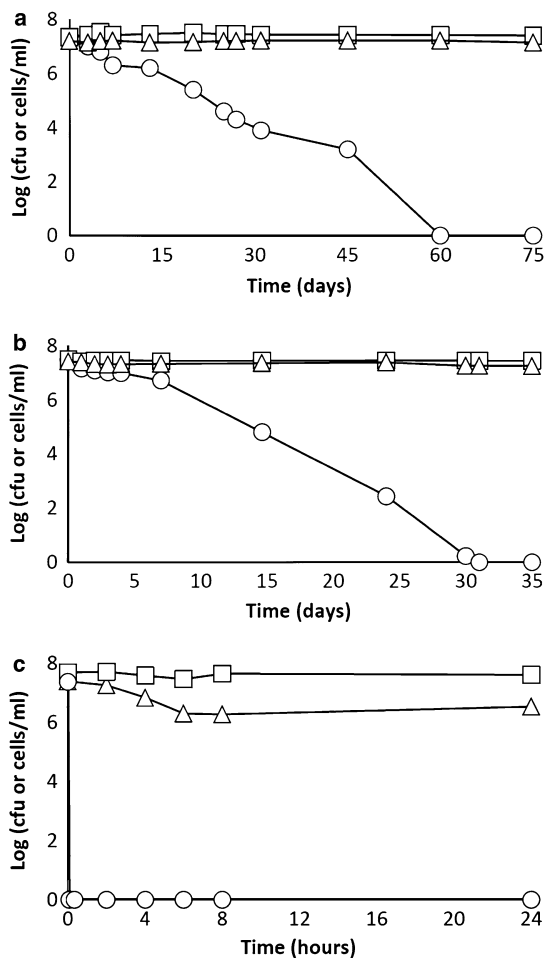 a
Log (cfu or cells/ml)
8
6
4
2
0
0 15 30 45 60 75
Time (days)
b
Log (cfu or cells/ml)
8
6
4
2
0
0 5 10 15 20 25 30 35
Time (days)
c
Log (cfu or cells/ml)
8
6
4
2
0
0 4 8 12 16 20 24
Time (hours)